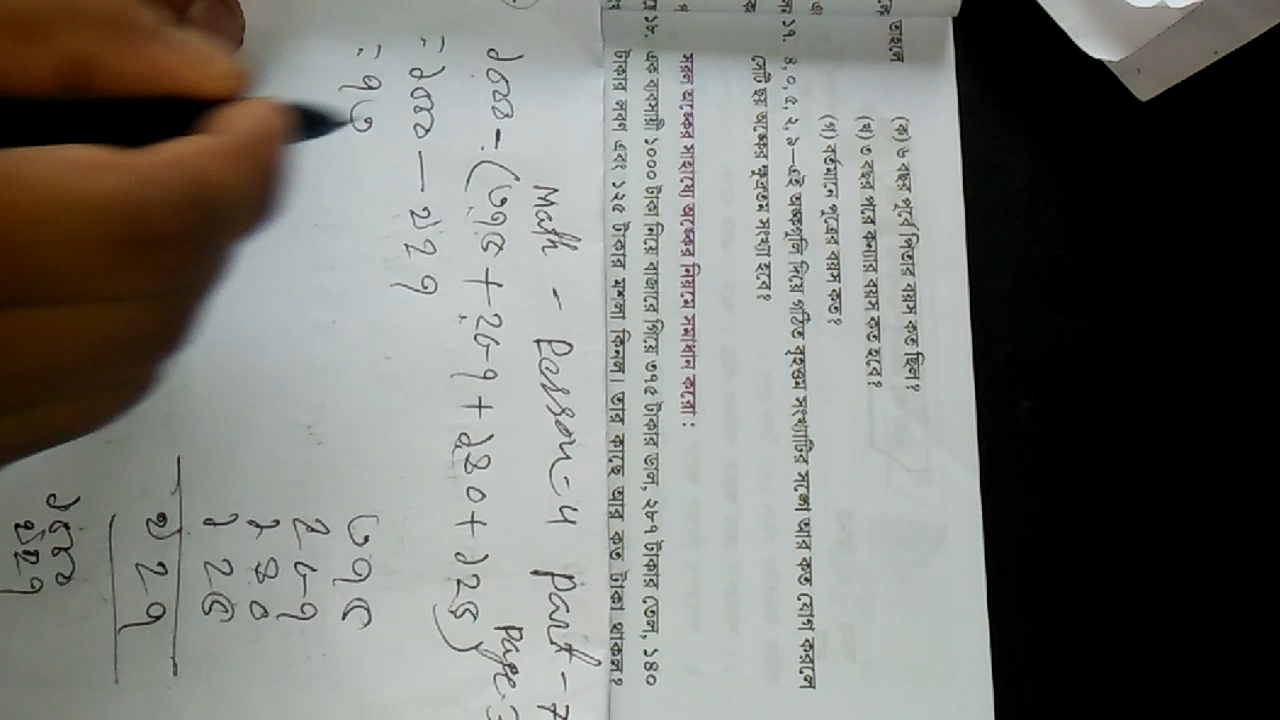 তাহলে
(ক) ৬ বছর পূর্বে পিতার বয়স কত ছিল?
(খ) ৩ বছর পরে কন্যার বয়স কত হবে?
(গ) বর্তমানে পুত্রের বয়স কত?
১৭. ৪, ০, ৫, ২, ৯—এই অঙ্কগুলি দিয়ে গঠিত বৃহত্তম সংখ্যাটির সঙ্গে আর কত যোগ করলে
সেটি ছয় অঙ্কের ক্ষুদ্রতম সংখ্যা হবে?
সরল অঙ্কের সাহায্যে অঙ্কের নিয়মে সমাধান করো :
১৮. এক ব্যবসায়ী ১০০০ টাকা নিয়ে বাজারে গিয়ে ৩৭৫ টাকার ডাল, ২৮৭ টাকার তেল, ১৪০
টাকার লবণ এবং ১২৫ টাকার মশলা কিনল। তার কাছে আর কত টাকা থাকল?
Math - Lesson-4 part-7
Page-
১০০০ - (৩৭৫ + ২৮৭ + ১৪০ + ১২৫)
= ১০০০ — ৯২৭
= ৭৩
৩৭৫
২৮৭
১৪০
১২৫
৯২৭
১০০০
৯২৭